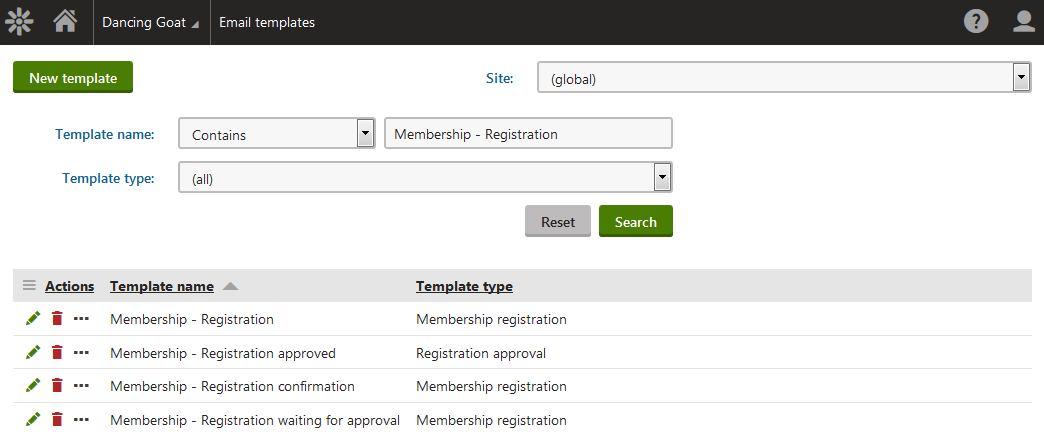 Dancing Goat Email templates
New template Site: (global)
Template name: Contains Membership - Registration
Template type: (all)
Reset Search
Actions Template name Template type
Membership - Registration Membership registration
Membership - Registration approved Registration approval
Membership - Registration confirmation Membership registration
Membership - Registration waiting for approval Membership registration